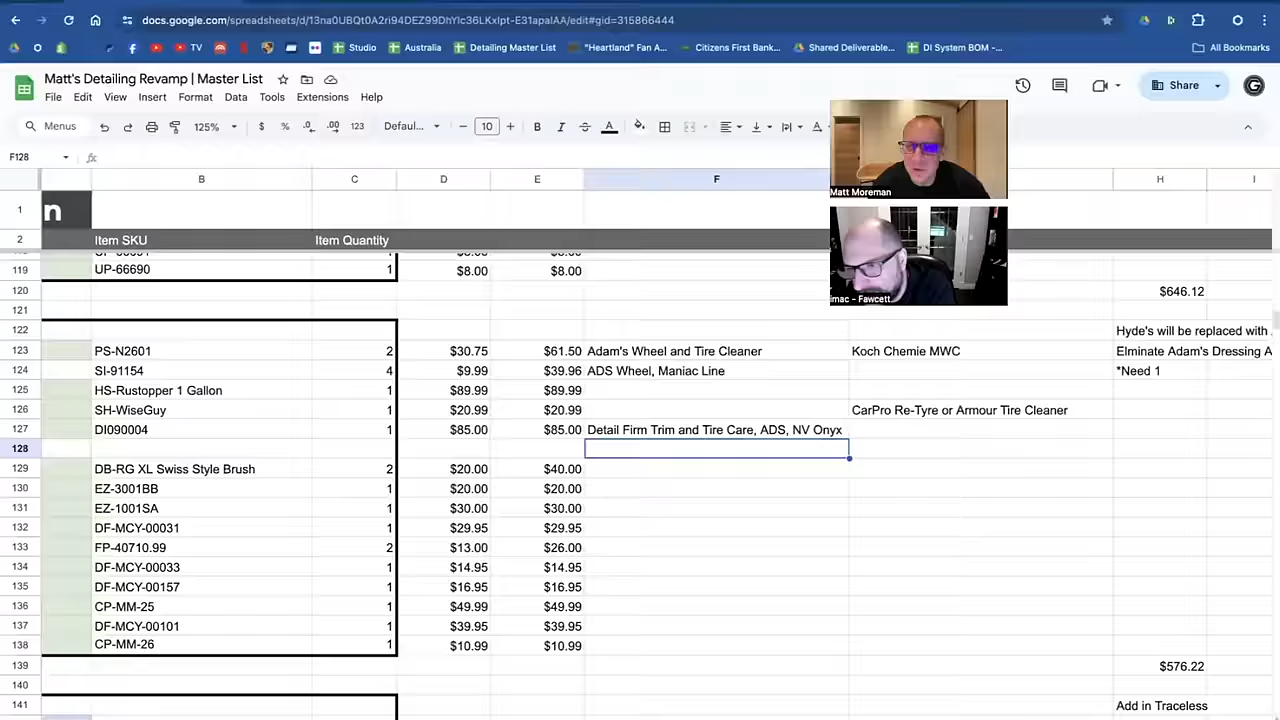 docs.google.com/spreadsheets/d/13na0UBQt0A2ri94DEZ99DhYlc36LKxIpt-E31apaIAA/edit#gid=315866444
TV Studio Australia Detailing Master List "Heartland" Fan A... Citizens First Bank... Shared Deliverable... DI System BOM –... All Bookmarks
Matt's Detailing Revamp | Master List
Share
File Edit View Insert Format Data Tools Extensions Help
Menus 125% $ % .0 .00 123 Defaul... 10 B I A A
F128 fx
B C D E F H I
1 n
2 Item SKU Item Quantity
119 UP-66690 1 $8.00 $8.00
120 $646.12
121
122 Hyde's will be replaced with
123 PS-N2601 2 $30.75 $61.50 Adam's Wheel and Tire Cleaner Koch Chemie MWC Elminate Adam's Dressing A
124 SI-91154 4 $9.99 $39.96 ADS Wheel, Maniac Line *Need 1
125 HS-Rustopper 1 Gallon 1 $89.99 $89.99
126 SH-WiseGuy 1 $20.99 $20.99 CarPro Re-Tyre or Armour Tire Cleaner
127 DI090004 1 $85.00 $85.00 Detail Firm Trim and Tire Care, ADS, NV Onyx
128
129 DB-RG XL Swiss Style Brush 2 $20.00 $40.00
130 EZ-3001BB 1 $20.00 $20.00
131 EZ-1001SA 1 $30.00 $30.00
132 DF-MCY-00031 1 $29.95 $29.95
133 FP-40710.99 2 $13.00 $26.00
134 DF-MCY-00033 1 $14.95 $14.95
135 DF-MCY-00157 1 $16.95 $16.95
136 CP-MM-25 1 $49.99 $49.99
137 DF-MCY-00101 1 $39.95 $39.95
138 CP-MM-26 1 $10.99 $10.99
139 $576.22
140
141 Add in Traceless
Matt Moreman
imac - Fawcett